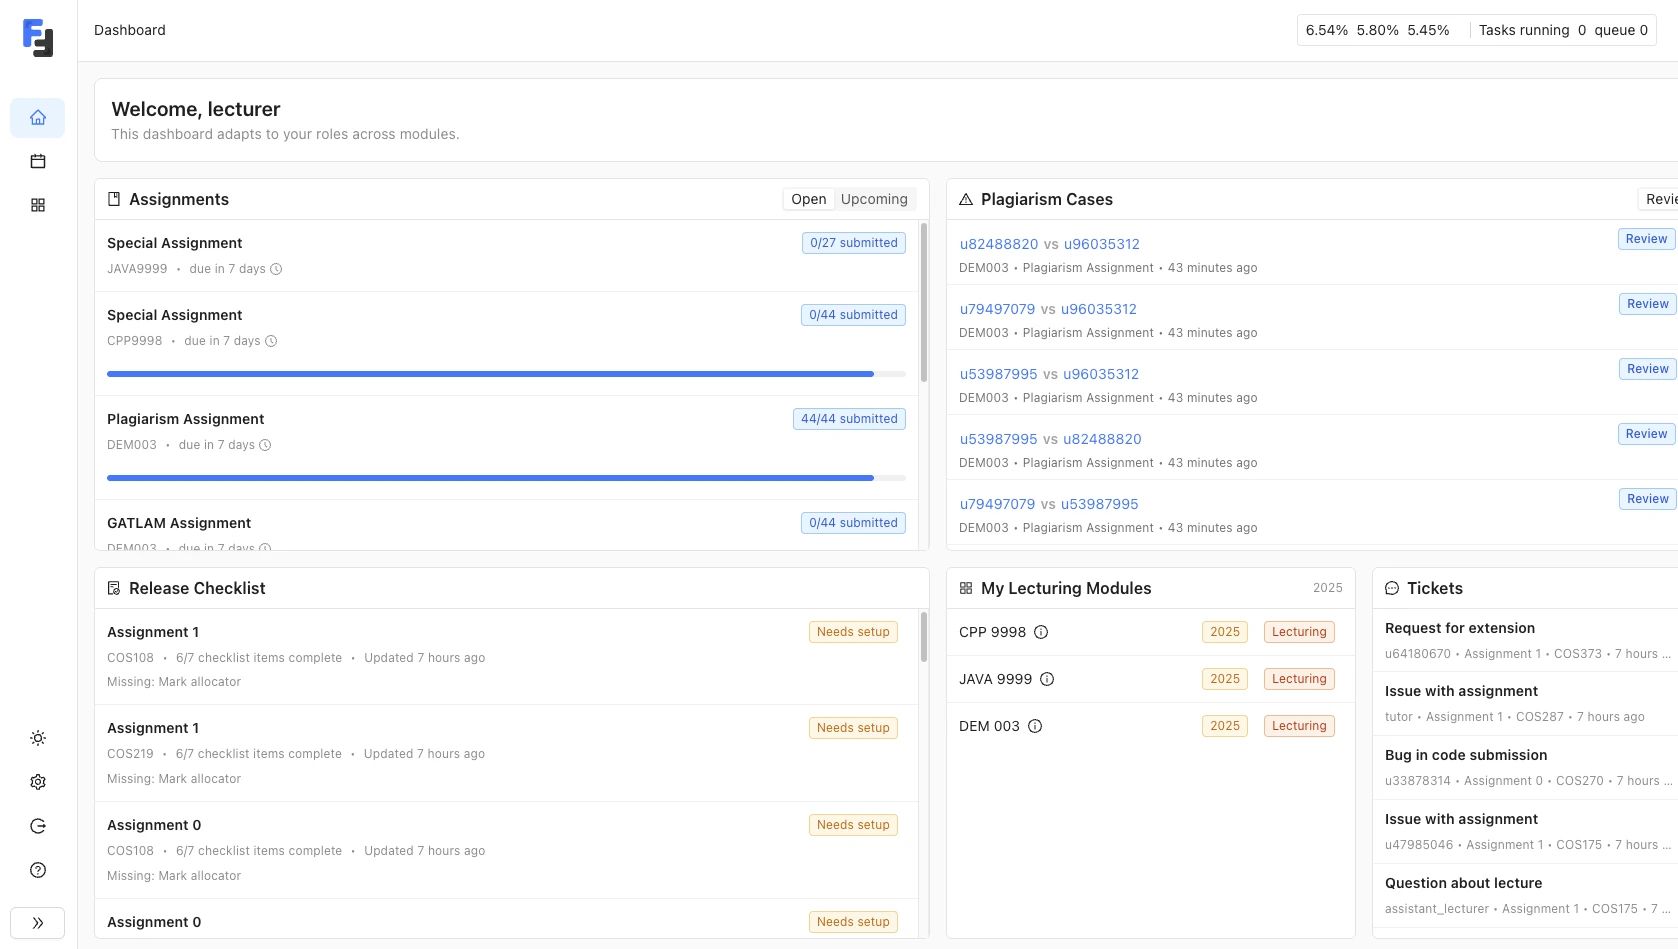 Dashboard
6.54% 5.80% 5.45% Tasks running 0 queue 0
Welcome, lecturer
This dashboard adapts to your roles across modules.
Assignments
Open Upcoming
Special Assignment
0/27 submitted
JAVA9999 • due in 7 days
Special Assignment
0/44 submitted
CPP9998 • due in 7 days
Plagiarism Assignment
44/44 submitted
DEM003 • due in 7 days
GATLAM Assignment
0/44 submitted
DEM003 • due in 7 days
Plagiarism Cases
u82488820 vs u96035312
Review
DEM003 • Plagiarism Assignment • 43 minutes ago
u79497079 vs u96035312
Review
DEM003 • Plagiarism Assignment • 43 minutes ago
u53987995 vs u96035312
Review
DEM003 • Plagiarism Assignment • 43 minutes ago
u53987995 vs u82488820
Review
DEM003 • Plagiarism Assignment • 43 minutes ago
u79497079 vs u53987995
Review
DEM003 • Plagiarism Assignment • 43 minutes ago
Release Checklist
Assignment 1
Needs setup
COS108 • 6/7 checklist items complete • Updated 7 hours ago
Missing: Mark allocator
Assignment 1
Needs setup
COS219 • 6/7 checklist items complete • Updated 7 hours ago
Missing: Mark allocator
Assignment 0
Needs setup
COS108 • 6/7 checklist items complete • Updated 7 hours ago
Missing: Mark allocator
Assignment 0
Needs setup
My Lecturing Modules
2025
CPP 9998
2025 Lecturing
JAVA 9999
2025 Lecturing
DEM 003
2025 Lecturing
Tickets
Request for extension
u64180670 • Assignment 1 • COS373 • 7 hours ...
Issue with assignment
tutor • Assignment 1 • COS287 • 7 hours ago
Bug in code submission
u33878314 • Assignment 0 • COS270 • 7 hours ...
Issue with assignment
u47985046 • Assignment 1 • COS175 • 7 hours ...
Question about lecture
assistant_lecturer • Assignment 1 • COS175 • 7 ...